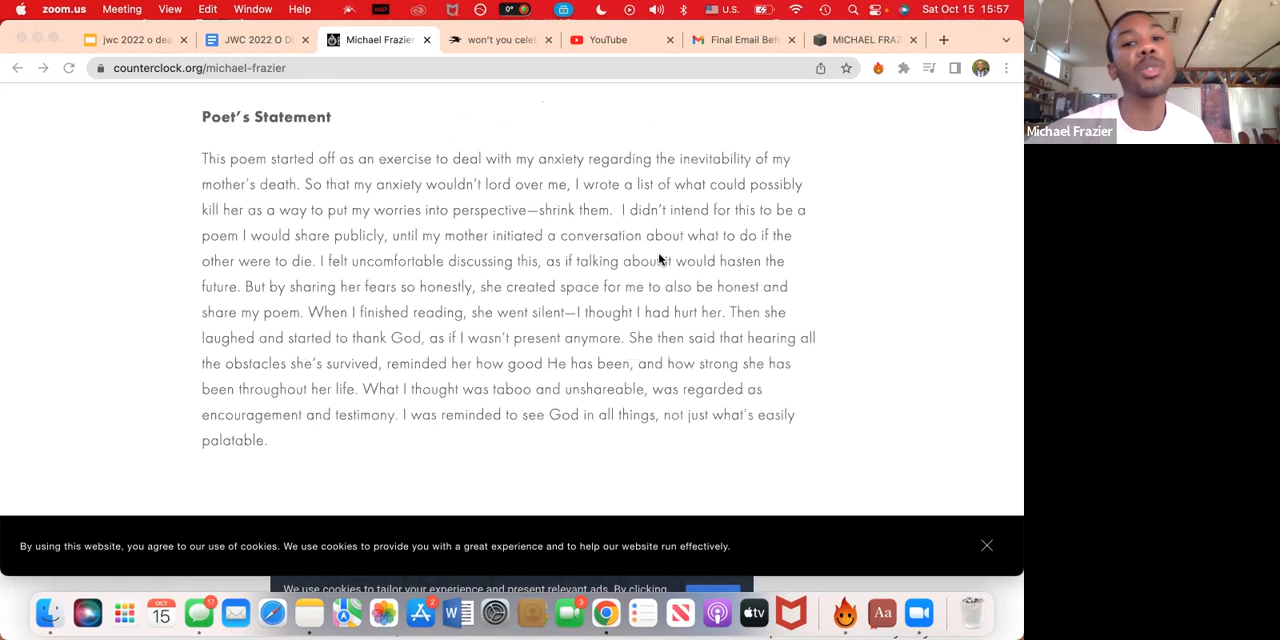 zoom.us Meeting View Edit Window Help U.S. Sat Oct 15 15:57
jwc 2022 o dea JWC 2022 O D Michael Frazier won't you celeb YouTube Final Email Bef MICHAEL FRAZ
counterclock.org/michael-frazier
Poet's Statement
This poem started off as an exercise to deal with my anxiety regarding the inevitability of my
mother's death. So that my anxiety wouldn't lord over me, I wrote a list of what could possibly
kill her as a way to put my worries into perspective—shrink them. I didn't intend for this to be a
poem I would share publicly, until my mother initiated a conversation about what to do if the
other were to die. I felt uncomfortable discussing this, as if talking about it would hasten the
future. But by sharing her fears so honestly, she created space for me to also be honest and
share my poem. When I finished reading, she went silent—I thought I had hurt her. Then she
laughed and started to thank God, as if I wasn't present anymore. She then said that hearing all
the obstacles she's survived, reminded her how good He has been, and how strong she has
been throughout her life. What I thought was taboo and unshareable, was regarded as
encouragement and testimony. I was reminded to see God in all things, not just what's easily
palatable.
By using this website, you agree to our use of cookies. We use cookies to provide you with a great experience and to help our website run effectively.
We use cookies to tailor your experience and present relevant ads. By clicking
OCT
15
17
2
3
Aa
tv
Michael Frazier